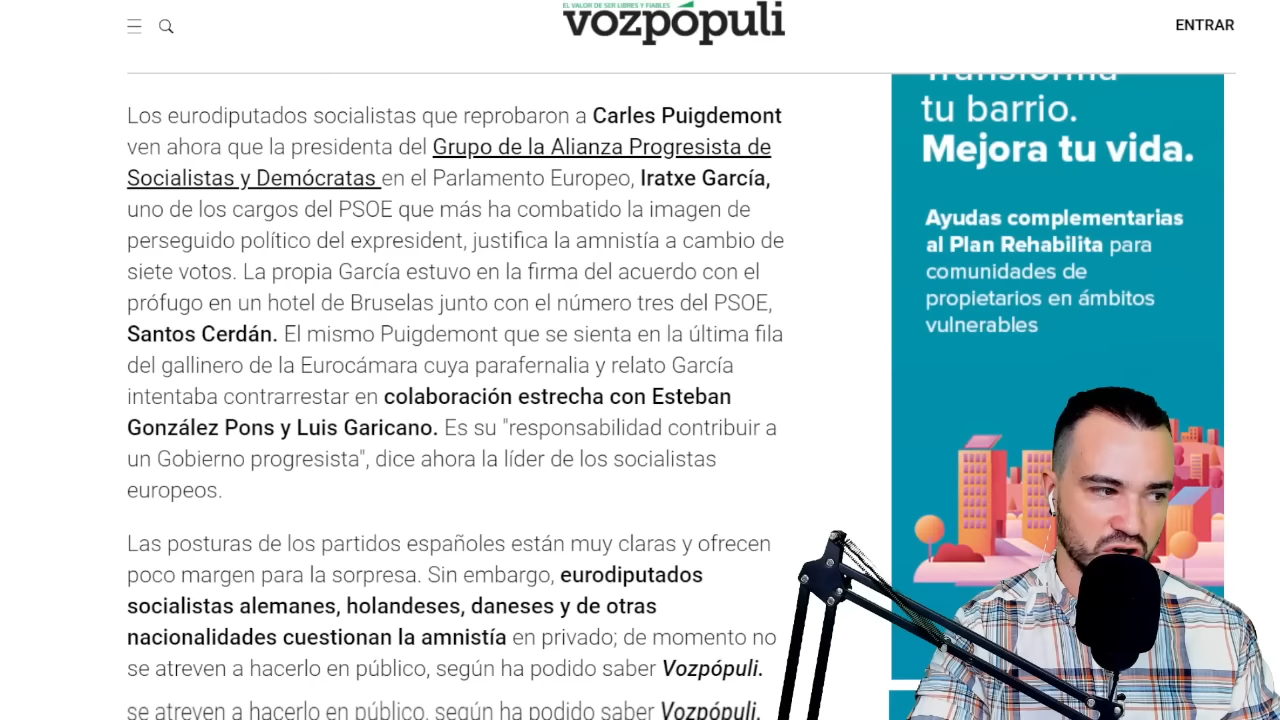 EL VALOR DE SER LIBRES Y FIABLES
vozpópuli
ENTRAR
Los eurodiputados socialistas que reprobaron a Carles Puigdemont
ven ahora que la presidenta del Grupo de la Alianza Progresista de
Socialistas y Demócratas en el Parlamento Europeo, Iratxe García,
uno de los cargos del PSOE que más ha combatido la imagen de
perseguido político del expresident, justifica la amnistía a cambio de
siete votos. La propia García estuvo en la firma del acuerdo con el
prófugo en un hotel de Bruselas junto con el número tres del PSOE,
Santos Cerdán. El mismo Puigdemont que se sienta en la última fila
del gallinero de la Eurocámara cuya parafernalia y relato García
intentaba contrarrestar en colaboración estrecha con Esteban
González Pons y Luis Garicano. Es su "responsabilidad contribuir a
un Gobierno progresista", dice ahora la líder de los socialistas
europeos.
Las posturas de los partidos españoles están muy claras y ofrecen
poco margen para la sorpresa. Sin embargo, eurodiputados
socialistas alemanes, holandeses, daneses y de otras
nacionalidades cuestionan la amnistía en privado; de momento no
se atreven a hacerlo en público, según ha podido saber Vozpópuli.
se atreven a hacerlo en público, según ha podido saber Vozpópuli.
Transforma
tu barrio.
Mejora tu vida.
Ayudas complementarias
al Plan Rehabilita para
comunidades de
propietarios en ámbitos
vulnerables